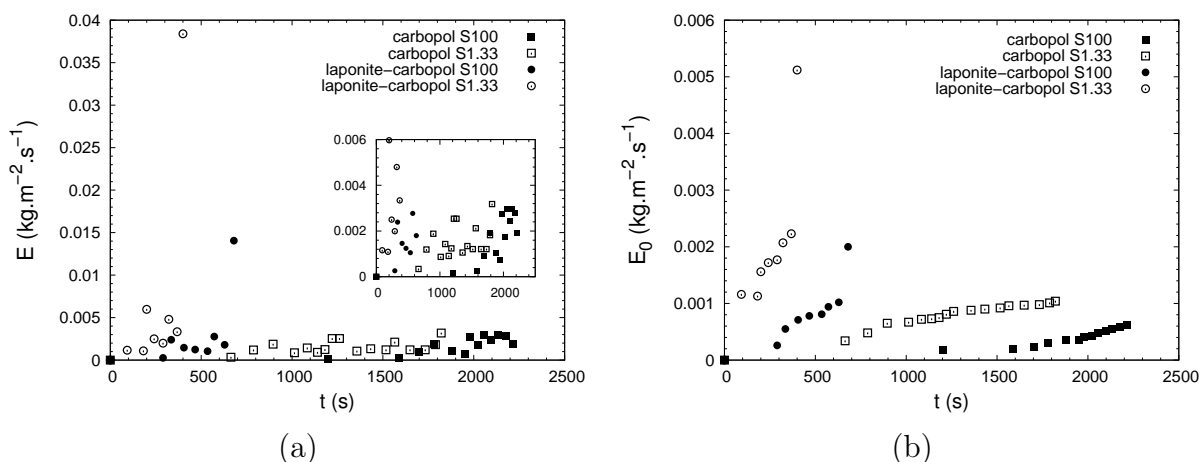 0.04
0.035
0.03
0.025
0.02
0.015
0.01
0.005
0
0 500 1000 1500 2000 2500
E (kg.m−2.s−1)
t (s)
carbopol S100
carbopol S1.33
laponite−carbopol S100
laponite−carbopol S1.33
0.006
0.004
0.002
0
0 1000 2000
(a)
0.006
0.005
0.004
0.003
0.002
0.001
0
0 500 1000 1500 2000 2500
E0 (kg.m−2.s−1)
t (s)
carbopol S100
carbopol S1.33
laponite−carbopol S100
laponite−carbopol S1.33
(b)